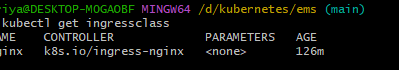 riya@DESKTOP-MOGAOBF MINGW64 /d/kubernetes/ems (main)
kubectl get ingressclass
AME CONTROLLER PARAMETERS AGE
ginx k8s.io/ingress-nginx <none> 126m